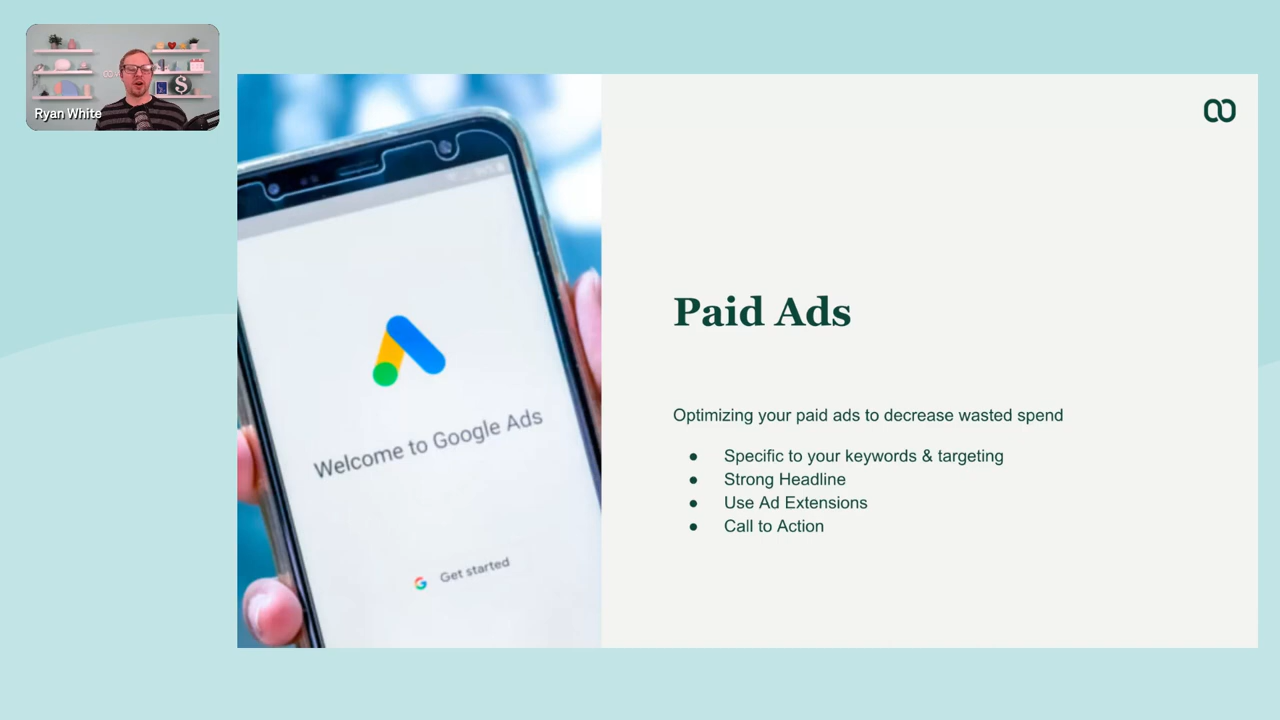 Ryan White
Welcome to Google Ads
Get started
Paid Ads
Optimizing your paid ads to decrease wasted spend
● Specific to your keywords & targeting
● Strong Headline
● Use Ad Extensions
● Call to Action